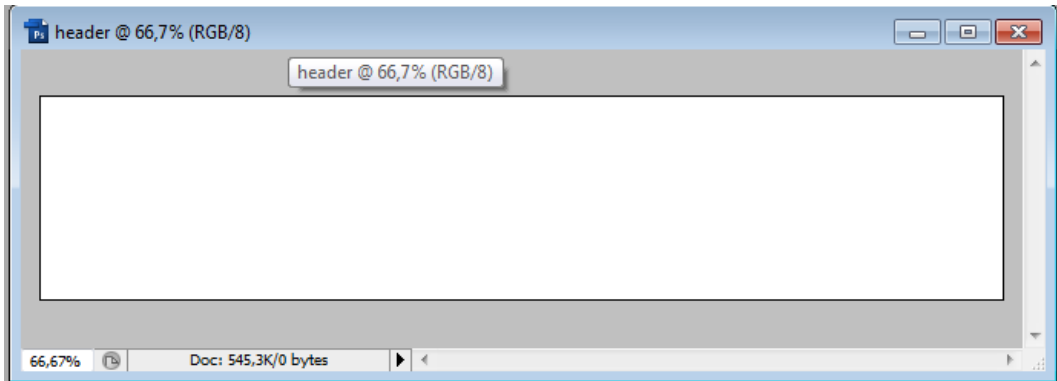 Ps header @ 66,7% (RGB/8)
header @ 66,7% (RGB/8)
66,67% Doc: 545,3K/0 bytes